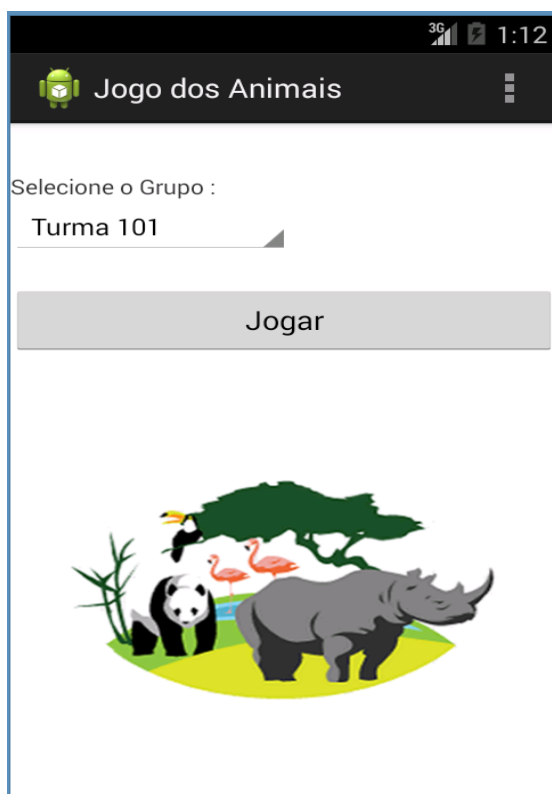 3G 1:12
Jogo dos Animais
Selecione o Grupo :
Turma 101
Jogar